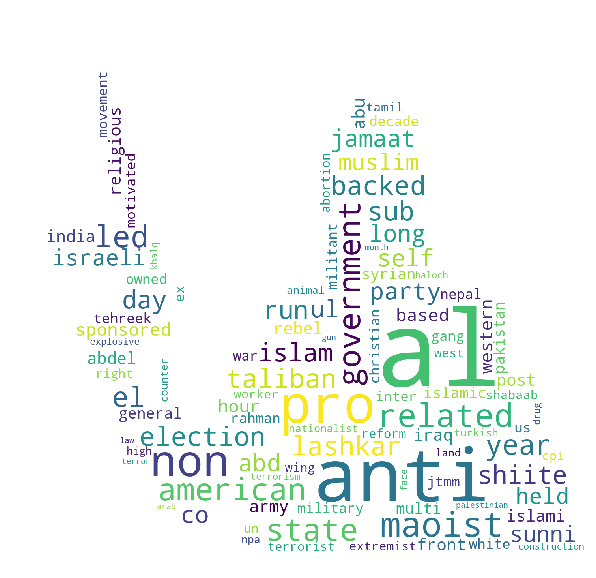 movement
religious
motivated
india
led
khalq
israeli
owned
day
ex
tehreek
sponsored
explosive
abdel
right
counter
el
general
law
high
election
terror
non
arab
co
abu
tamil
decade
jamaat
abortion
muslim
backed
sub
government
long
month
militant
self
syrian
baloch
animal
party
nepal
run
ul
rebel
based
western
gun
christian
al
gang
west
pakistan
war
islam
taliban
inter
islamic
post
shabaab
worker
pro
hour
related
drug
rahman
nationalist
reform
iraq
turkish
us
lashkar
year
abd
wing
anti
land
cpi
terrorism
face
jtmm
shiite
american
held
palestinian
army
military
multi
maoist
islami
un
state
sunni
npa
terrorist
extremist
front
white
construction